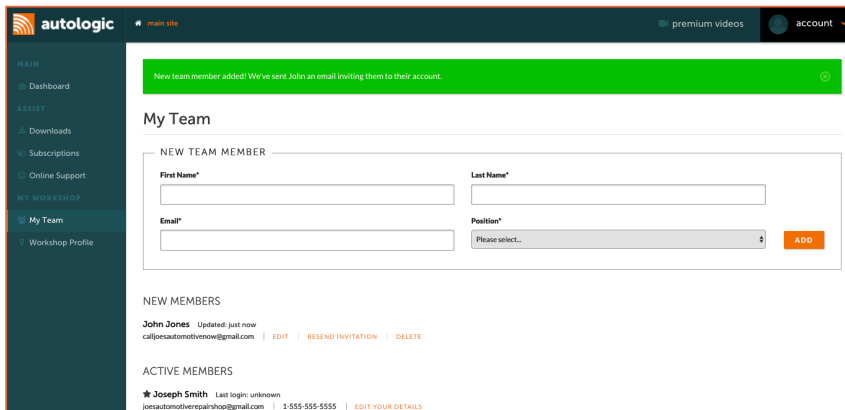 autologic
main site
premium videos
account
MAIN
Dashboard
ASSIST
Downloads
Subscriptions
Online Support
MY WORKSHOP
My Team
Workshop Profile
New team member added! We've sent John an email inviting them to their account.
My Team
NEW TEAM MEMBER
First Name*
Last Name*
Email*
Position*
Please select...
ADD
NEW MEMBERS
John Jones Updated: just now
calljoesautomotivenow@gmail.com | EDIT | RESEND INVITATION | DELETE
ACTIVE MEMBERS
Joseph Smith Last login: unknown
joesautomotiverepairshop@gmail.com | 1-555-555-5555 | EDIT YOUR DETAILS